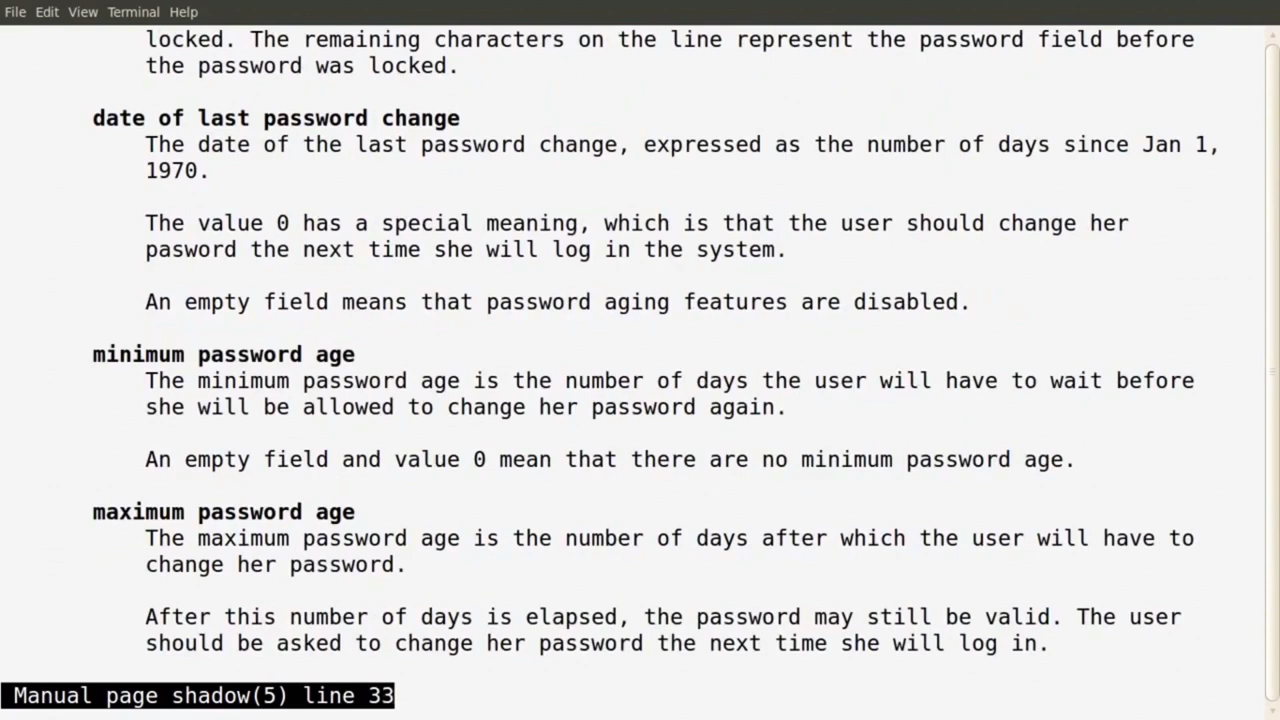 File Edit View Terminal Help
locked. The remaining characters on the line represent the password field before
the password was locked.
date of last password change
The date of the last password change, expressed as the number of days since Jan 1,
1970.
The value 0 has a special meaning, which is that the user should change her
pasword the next time she will log in the system.
An empty field means that password aging features are disabled.
minimum password age
The minimum password age is the number of days the user will have to wait before
she will be allowed to change her password again.
An empty field and value 0 mean that there are no minimum password age.
maximum password age
The maximum password age is the number of days after which the user will have to
change her password.
After this number of days is elapsed, the password may still be valid. The user
should be asked to change her password the next time she will log in.
Manual page shadow(5) line 33